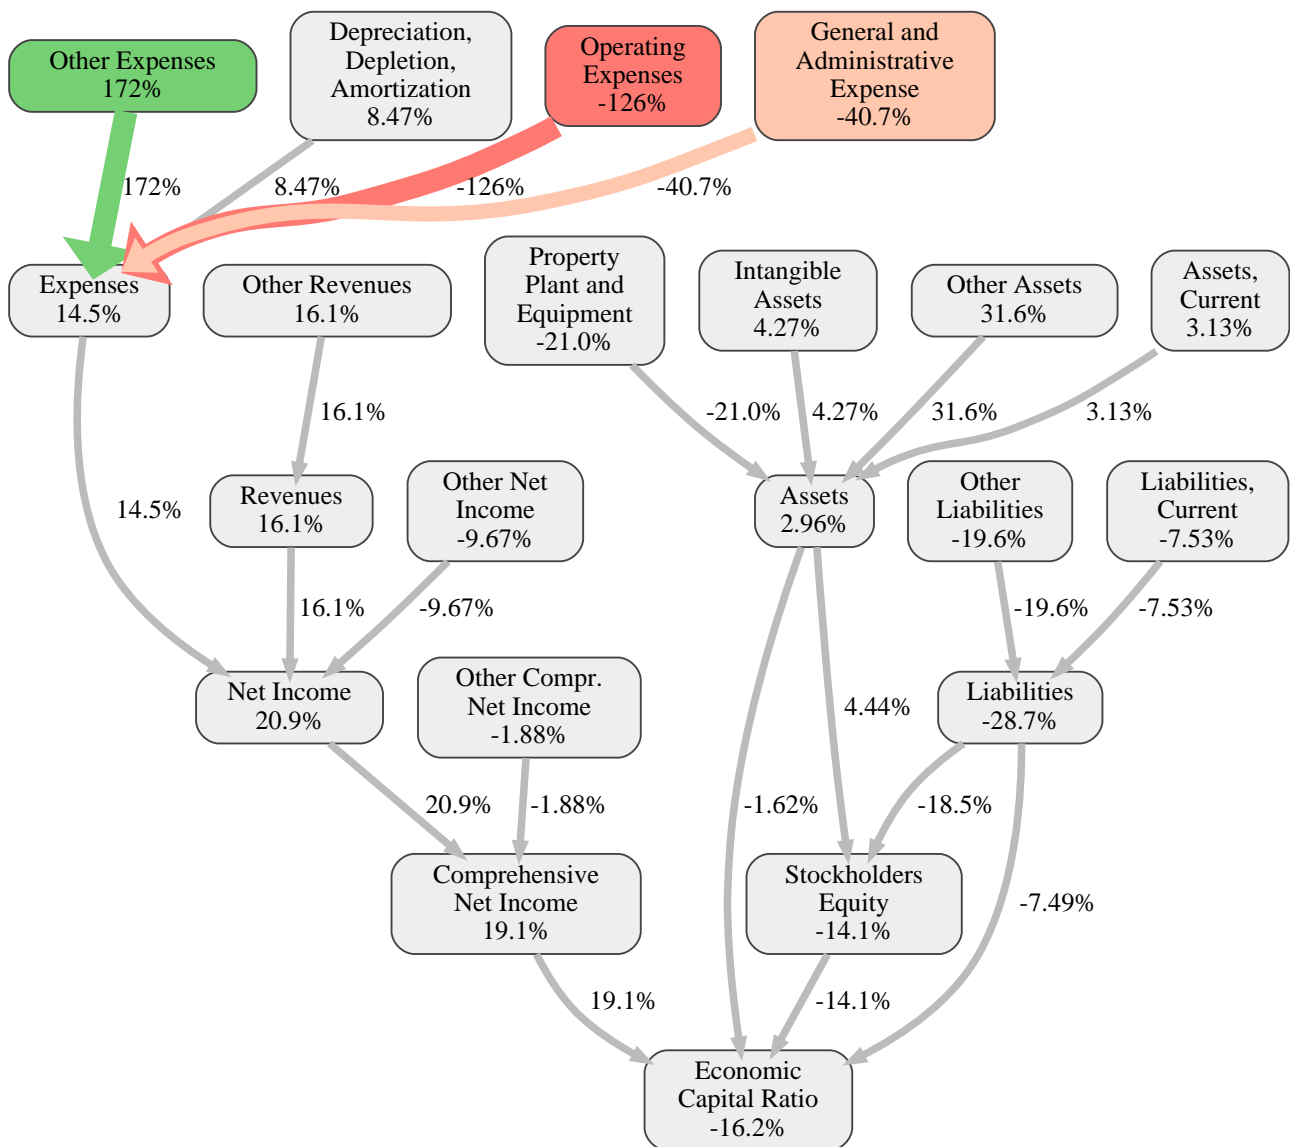 Other Expenses
172%
Depreciation,
Depletion,
Amortization
8.47%
Operating
Expenses
-126%
General and
Administrative
Expense
-40.7%
172%
8.47%
-126%
-40.7%
Expenses
14.5%
Other Revenues
16.1%
Property
Plant and
Equipment
-21.0%
Intangible
Assets
4.27%
Other Assets
31.6%
Assets,
Current
3.13%
16.1%
-21.0%
4.27%
31.6%
3.13%
14.5%
Revenues
16.1%
Other Net
Income
-9.67%
Assets
2.96%
Other
Liabilities
-19.6%
Liabilities,
Current
-7.53%
16.1%
-9.67%
-19.6%
-7.53%
Net Income
20.9%
Other Compr.
Net Income
-1.88%
4.44%
Liabilities
-28.7%
20.9%
-1.88%
-1.62%
-18.5%
Comprehensive
Net Income
19.1%
Stockholders
Equity
-14.1%
-7.49%
19.1%
-14.1%
Economic
Capital Ratio
-16.2%